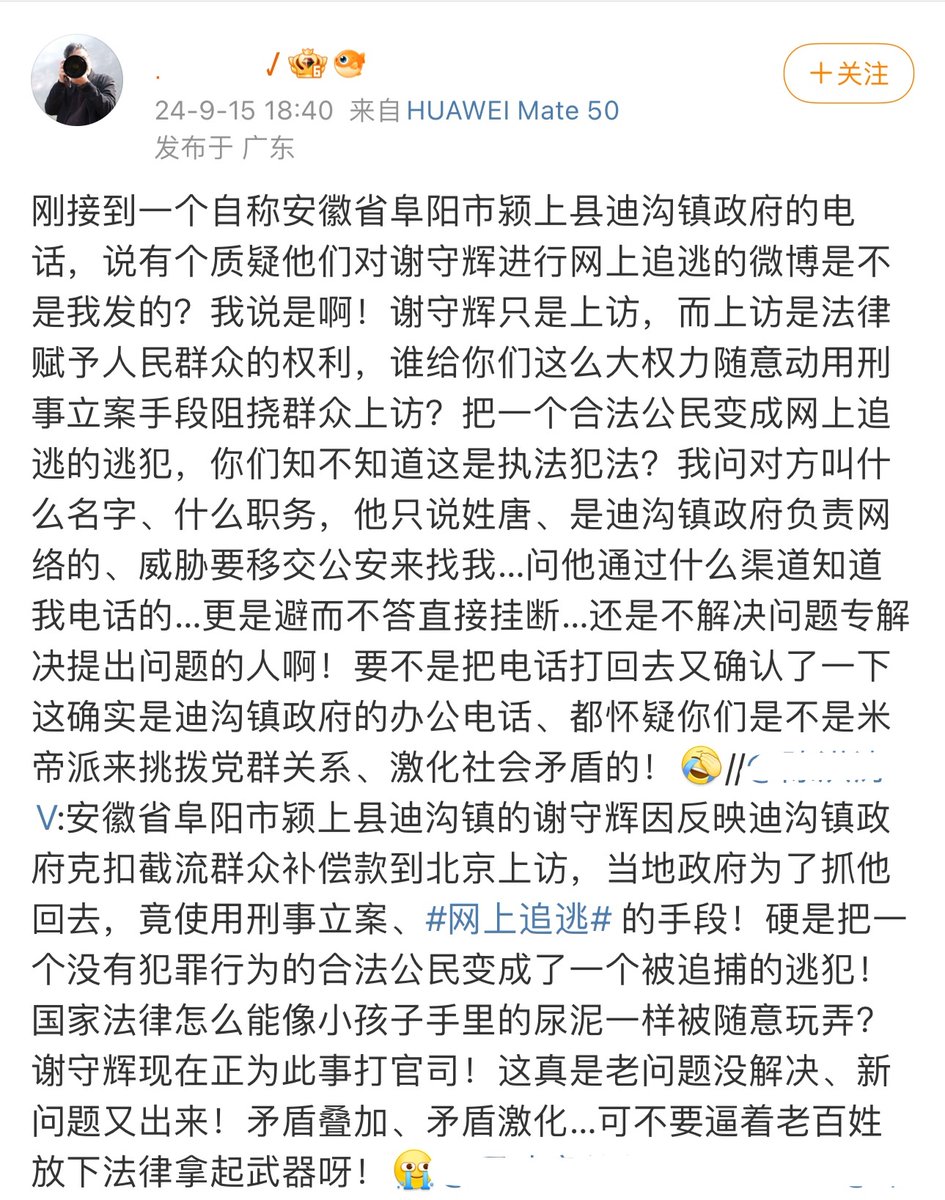 24-9-15 18:40 来自 HUAWEI Mate 50
发布于 广东
+关注
刚接到一个自称安徽省阜阳市颍上县迪沟镇政府的电
话，说有个质疑他们对谢守辉进行网上追逃的微博是不
是我发的？我说是啊！谢守辉只是上访，而上访是法律
赋予人民群众的权利，谁给你们这么大权力随意动用刑
事立案手段阻挠群众上访？把一个合法公民变成网上追
逃的逃犯，你们知不知道这是执法犯法？我问对方叫什
么名字、什么职务，他只说姓唐、是迪沟镇政府负责网
络的、威胁要移交公安来找我...问他通过什么渠道知道
我电话的...更是避而不答直接挂断...还是不解决问题专解
决提出问题的人啊！要不是把电话打回去又确认了一下
这确实是迪沟镇政府的办公电话、都怀疑你们是不是米
帝派来挑拨党群关系、激化社会矛盾的！//@
V:安徽省阜阳市颍上县迪沟镇的谢守辉因反映迪沟镇政
府克扣截流群众补偿款到北京上访，当地政府为了抓他
回去，竟使用刑事立案、#网上追逃# 的手段！硬是把一
个没有犯罪行为的合法公民变成了一个被追捕的逃犯！
国家法律怎么能像小孩子手里的尿泥一样被随意玩弄？
谢守辉现在正为此事打官司！这真是老问题没解决、新
问题又出来！矛盾叠加、矛盾激化...可不要逼着老百姓
放下法律拿起武器呀！